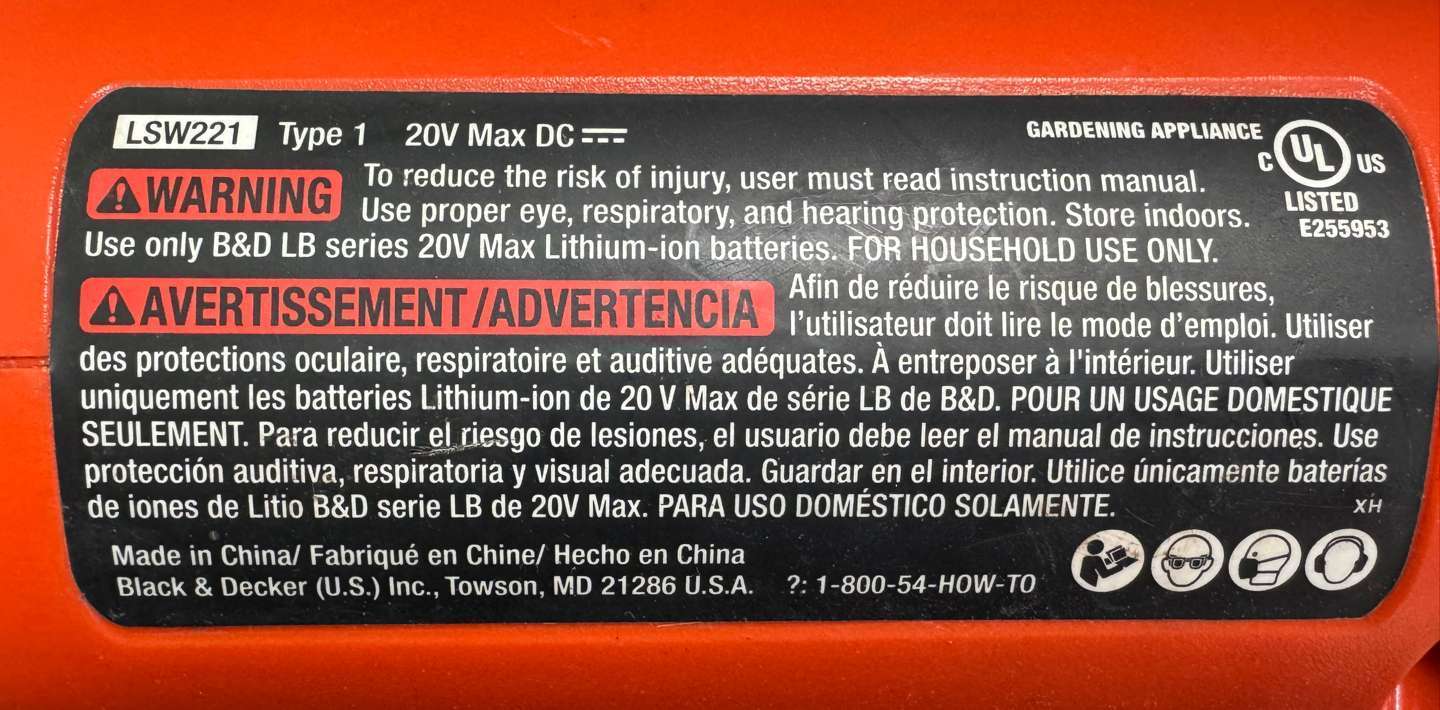 LSW221 Type 1 20V Max DC
GARDENING APPLIANCE
C UL US
LISTED
E255953
WARNING To reduce the risk of injury, user must read instruction manual.
Use proper eye, respiratory, and hearing protection. Store indoors.
Use only B&D LB series 20V Max Lithium-ion batteries. FOR HOUSEHOLD USE ONLY.
AVERTISSEMENT/ADVERTENCIA Afin de réduire le risque de blessures,
l'utilisateur doit lire le mode d'emploi. Utiliser
des protections oculaire, respiratoire et auditive adéquates. À entreposer à l'intérieur. Utiliser
uniquement les batteries Lithium-ion de 20 V Max de série LB de B&D. POUR UN USAGE DOMESTIQUE
SEULEMENT. Para reducir el riesgo de lesiones, el usuario debe leer el manual de instrucciones. Use
protección auditiva, respiratoria y visual adecuada. Guardar en el interior. Utilice únicamente baterías
de iones de Litio B&D serie LB de 20V Max. PARA USO DOMÉSTICO SOLAMENTE.
XH
Made in China/ Fabriqué en Chine/ Hecho en China
Black & Decker (U.S.) Inc., Towson, MD 21286 U.S.A. ?: 1-800-54-HOW-TO